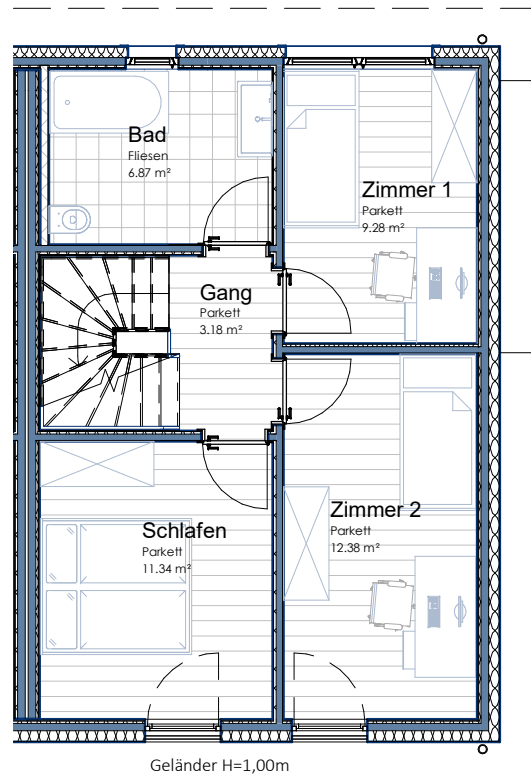 Bad
Fliesen
6.87 m²
Zimmer 1
Parkett
9.28 m²
Gang
Parkett
3.18 m²
Zimmer 2
Parkett
12.38 m²
Schlafen
Parkett
11.34 m²
Geländer H=1,00m